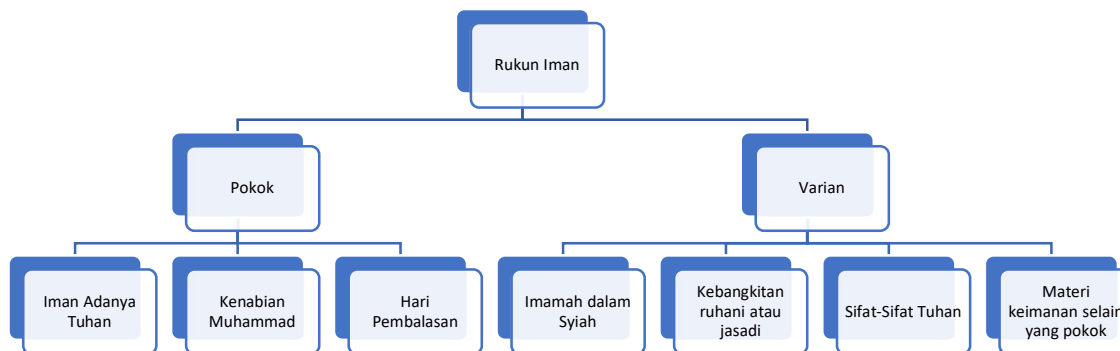 Rukun Iman
Pokok
Varian
Iman Adanya
Tuhan
Kenabian
Muhammad
Hari
Pembalasan
Imamah dalam
Syiah
Kebangkitan
ruhani atau
jasadi
Sifat-Sifat Tuhan
Materi
keimanan selain
yang pokok